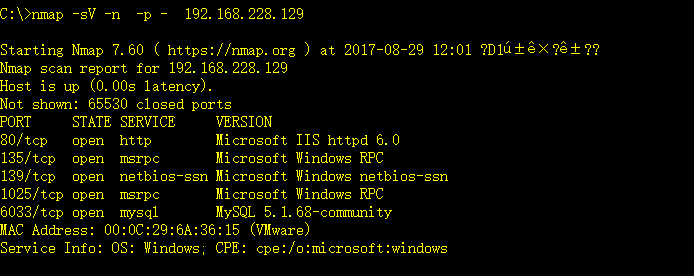 C:\>nmap -sV -n -p - 192.168.228.129
Starting Nmap 7.60 ( https://nmap.org ) at 2017-08-29 12:01 ?D1ú±ê×?ê±??
Nmap scan report for 192.168.228.129
Host is up (0.00s latency).
Not shown: 65530 closed ports
PORT STATE SERVICE VERSION
80/tcp open http Microsoft IIS httpd 6.0
135/tcp open msrpc Microsoft Windows RPC
139/tcp open netbios-ssn Microsoft Windows netbios-ssn
1025/tcp open msrpc Microsoft Windows RPC
6033/tcp open mysql MySQL 5.1.68-community
MAC Address: 00:0C:29:6A:36:15 (VMware)
Service Info: OS: Windows; CPE: cpe:/o:microsoft:windows